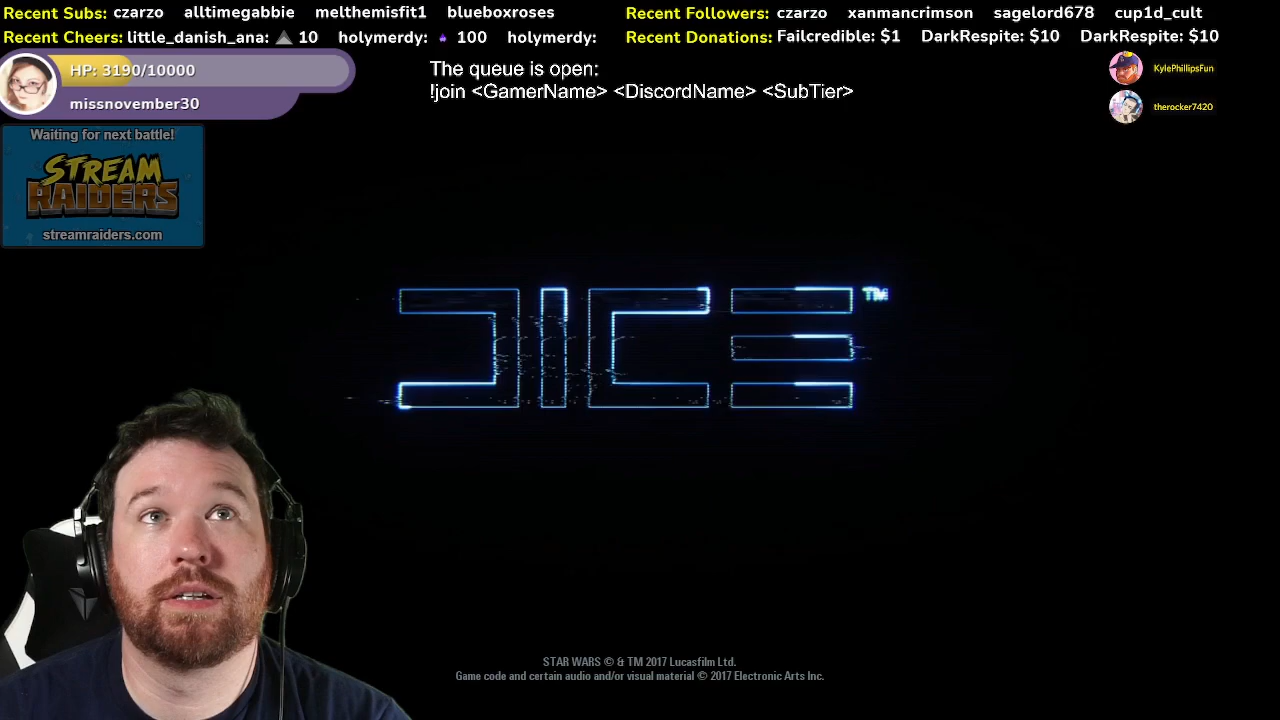 Recent Subs: czarzo alltimegabbie melthemisfit1 blueboxroses
Recent Followers: czarzo xanmancrimson sagelord678 cup1d_cult
Recent Cheers: little_danish_ana: 10 holymerdy: 100 holymerdy:
Recent Donations: Failcredible: $1 DarkRespite: $10 DarkRespite: $10
HP: 3190/10000
missnovember30
The queue is open:
!join <GamerName> <DiscordName> <SubTier>
KylePhillipsFun
therocker7420
Waiting for next battle!
STREAM
RAIDERS
streamraiders.com
DICE™
STAR WARS © & TM 2017 Lucasfilm Ltd.
Game code and certain audio and/or visual material © 2017 Electronic Arts Inc.